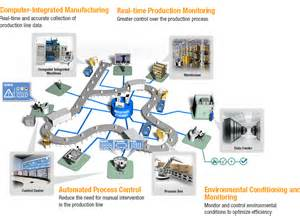 Computer-Integrated Manufacturing
Real-time and accurate collection of
production line data
Real-time Production Monitoring
Greater control over the production process
Computer Integrated
Machines
Warehouse
Data Center
Control Center
Process Box
Automated Process Control
Reduce the need for manual intervention
in the production line
Environmental Conditioning and
Monitoring
Monitor and control environmental
conditions to optimize efficiency